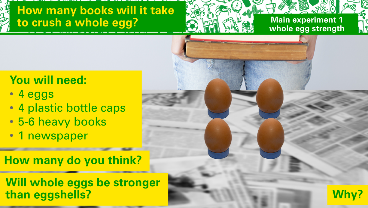 How many books will it take
to crush a whole egg?
Main experiment 1
whole egg strength
You will need:
• 4 eggs
• 4 plastic bottle caps
• 5-6 heavy books
• 1 newspaper
How many do you think?
Will whole eggs be stronger
than eggshells?
Why?